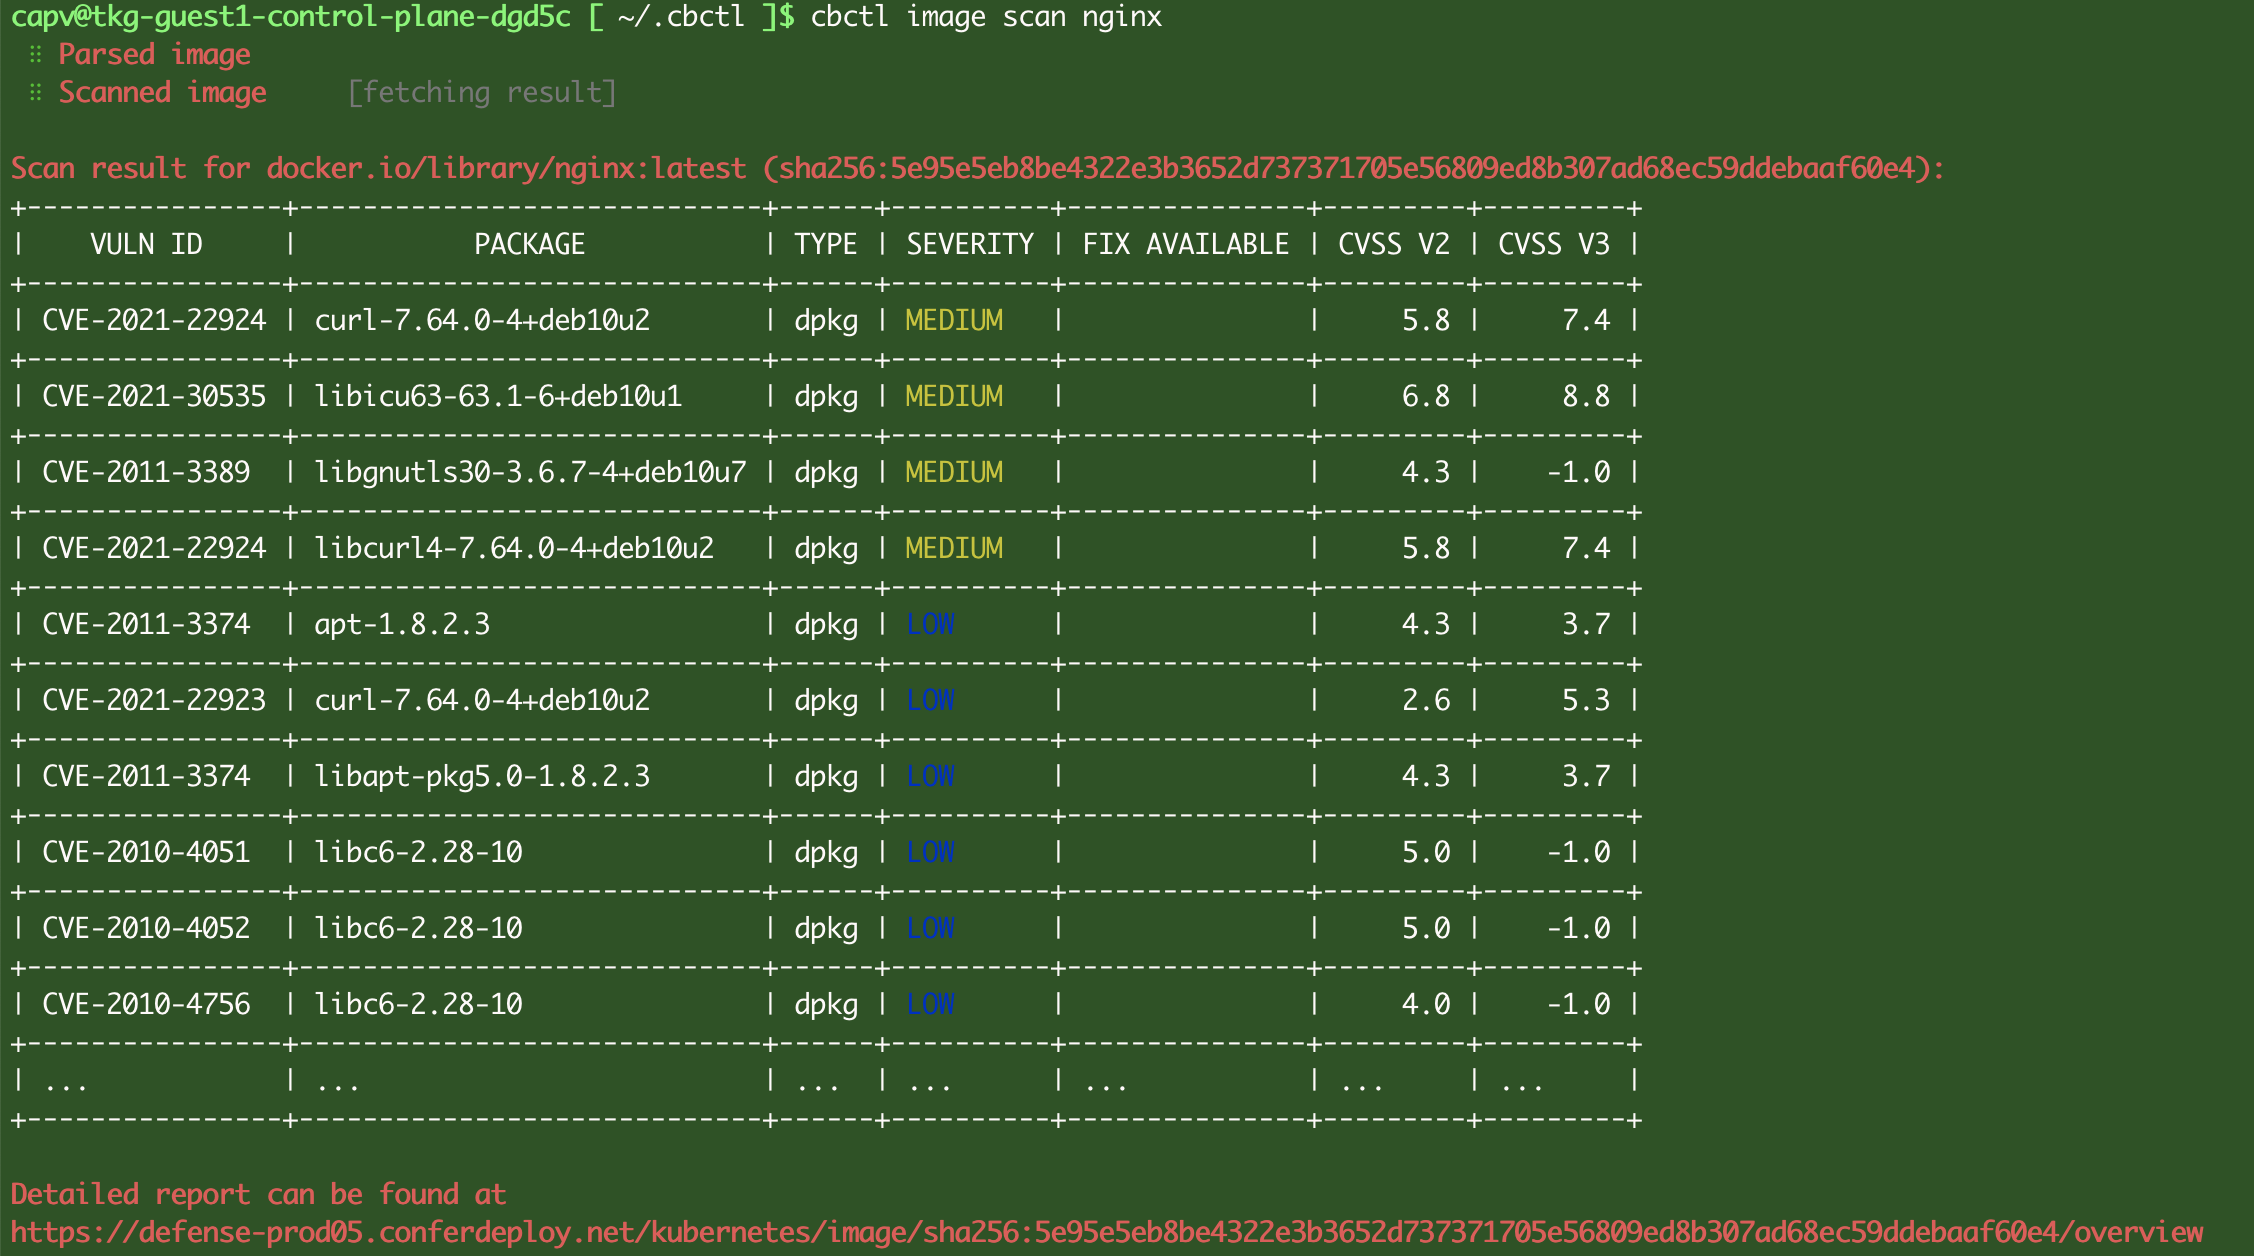 capv@tkg-guest1-control-plane-dgd5c [ ~/.cbctl ]$ cbctl image scan nginx
⠿ Parsed image
⠿ Scanned image     [fetching result]
Scan result for docker.io/library/nginx:latest (sha256:5e95e5eb8be4322e3b3652d737371705e56809ed8b307ad68ec59ddebaaf60e4):
+----------------+-----------------------------+------+----------+---------------+---------+---------+
|    VULN ID     |           PACKAGE           | TYPE | SEVERITY | FIX AVAILABLE | CVSS V2 | CVSS V3 |
+----------------+-----------------------------+------+----------+---------------+---------+---------+
| CVE-2021-22924 | curl-7.64.0-4+deb10u2       | dpkg | MEDIUM   |               |     5.8 |     7.4 |
+----------------+-----------------------------+------+----------+---------------+---------+---------+
| CVE-2021-30535 | libicu63-63.1-6+deb10u1     | dpkg | MEDIUM   |               |     6.8 |     8.8 |
+----------------+-----------------------------+------+----------+---------------+---------+---------+
| CVE-2011-3389  | libgnutls30-3.6.7-4+deb10u7 | dpkg | MEDIUM   |               |     4.3 |    -1.0 |
+----------------+-----------------------------+------+----------+---------------+---------+---------+
| CVE-2021-22924 | libcurl4-7.64.0-4+deb10u2   | dpkg | MEDIUM   |               |     5.8 |     7.4 |
+----------------+-----------------------------+------+----------+---------------+---------+---------+
| CVE-2011-3374  | apt-1.8.2.3                 | dpkg | LOW      |               |     4.3 |     3.7 |
+----------------+-----------------------------+------+----------+---------------+---------+---------+
| CVE-2021-22923 | curl-7.64.0-4+deb10u2       | dpkg | LOW      |               |     2.6 |     5.3 |
+----------------+-----------------------------+------+----------+---------------+---------+---------+
| CVE-2011-3374  | libapt-pkg5.0-1.8.2.3       | dpkg | LOW      |               |     4.3 |     3.7 |
+----------------+-----------------------------+------+----------+---------------+---------+---------+
| CVE-2010-4051  | libc6-2.28-10               | dpkg | LOW      |               |     5.0 |    -1.0 |
+----------------+-----------------------------+------+----------+---------------+---------+---------+
| CVE-2010-4052  | libc6-2.28-10               | dpkg | LOW      |               |     5.0 |    -1.0 |
+----------------+-----------------------------+------+----------+---------------+---------+---------+
| CVE-2010-4756  | libc6-2.28-10               | dpkg | LOW      |               |     4.0 |    -1.0 |
+----------------+-----------------------------+------+----------+---------------+---------+---------+
| ...            | ...                         | ...  | ...      | ...           | ...     | ...     |
+----------------+-----------------------------+------+----------+---------------+---------+---------+
Detailed report can be found at
https://defense-prod05.conferdeploy.net/kubernetes/image/sha256:5e95e5eb8be4322e3b3652d737371705e56809ed8b307ad68ec59ddebaaf60e4/overview